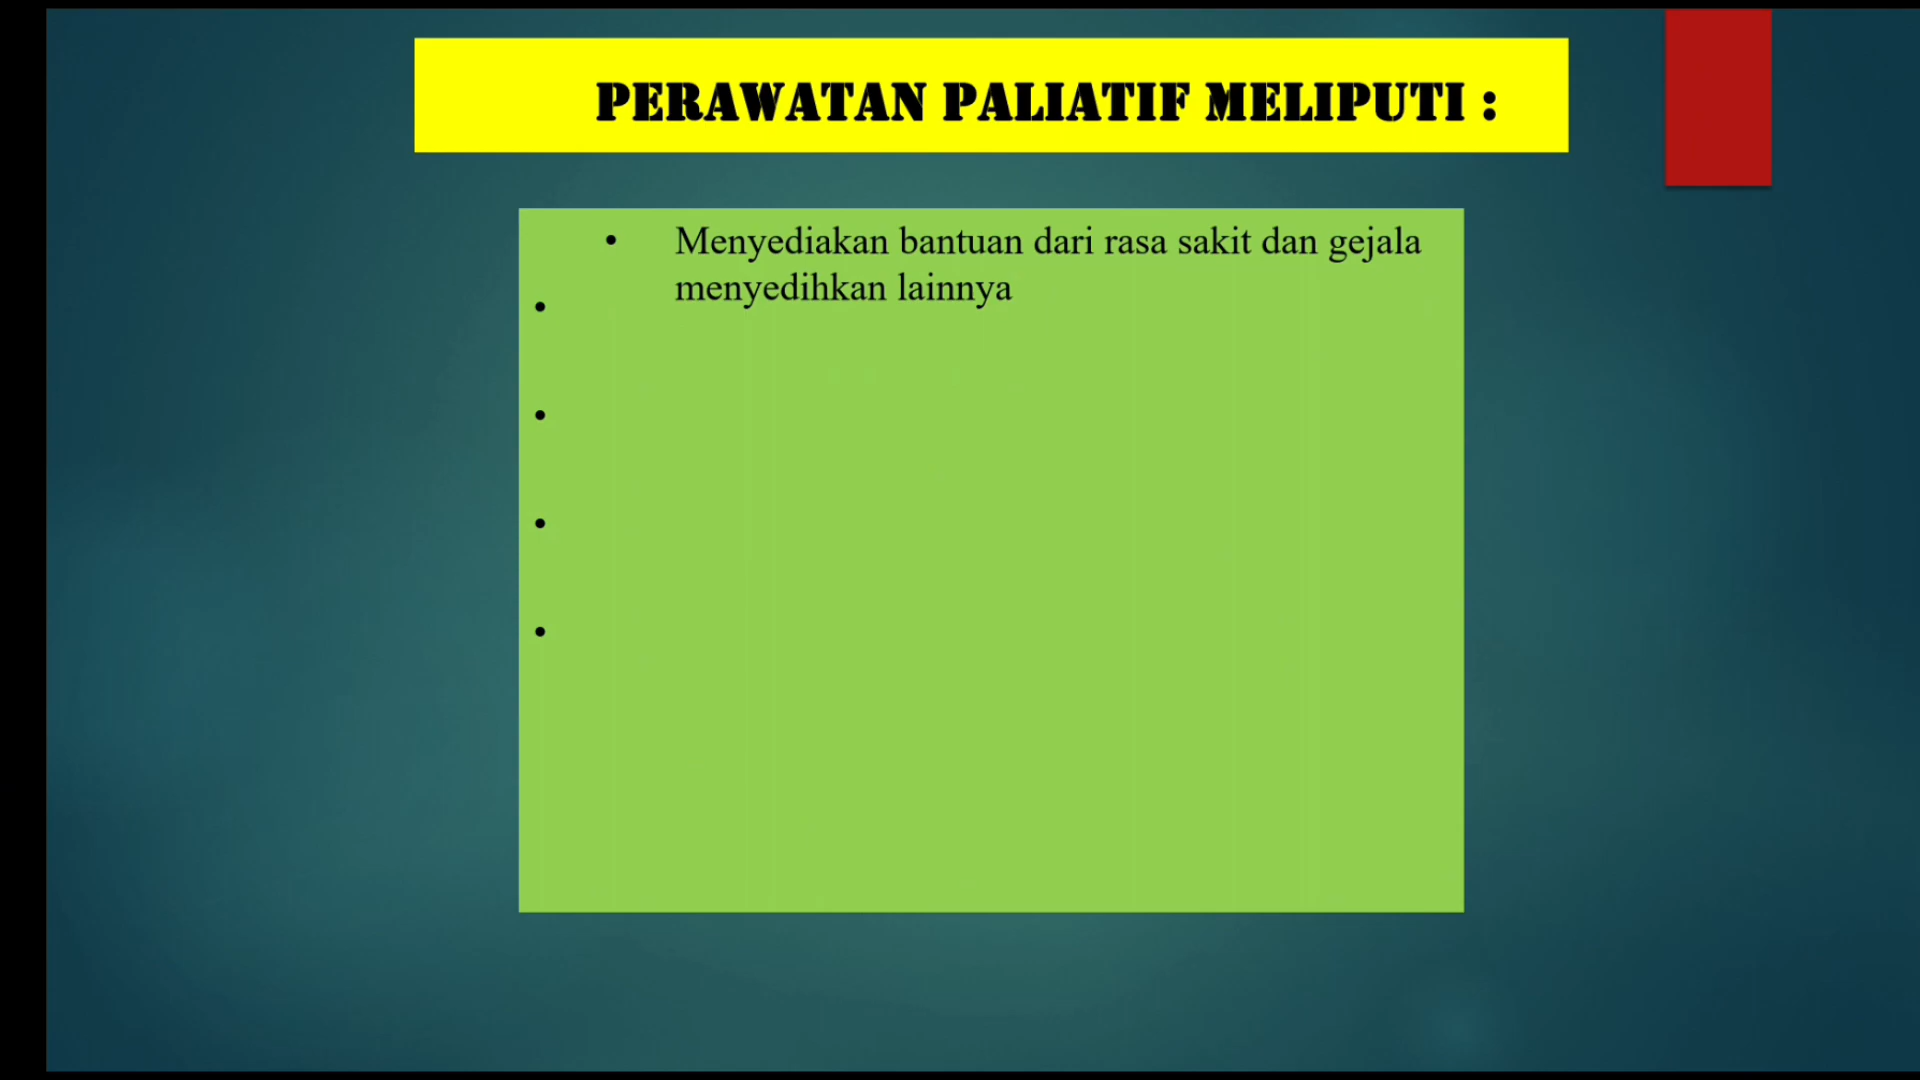 PERAWATAN PALIATIF MELIPUTI :
• Menyediakan bantuan dari rasa sakit dan gejala
menyedihkan lainnya
•
•
•
•